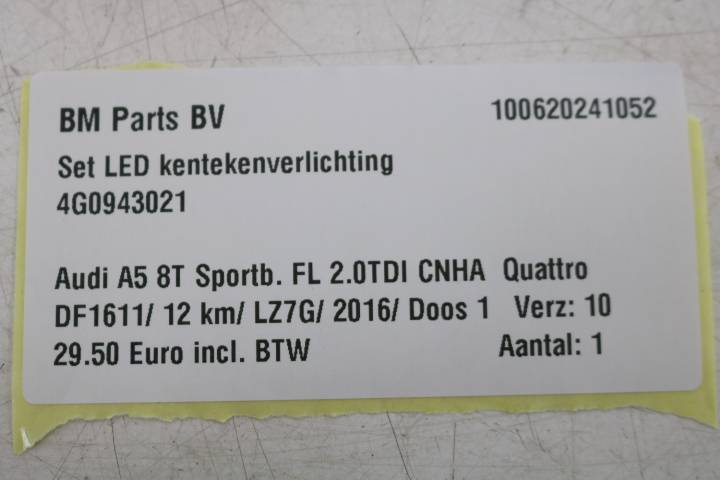 BM Parts BV 100620241052
Set LED kentekenverlichting
4G0943021
Audi A5 8T Sportb. FL 2.0TDI CNHA Quattro
DF1611/ 12 km/ LZ7G/ 2016/ Doos 1 Verz: 10
29.50 Euro incl. BTW Aantal: 1